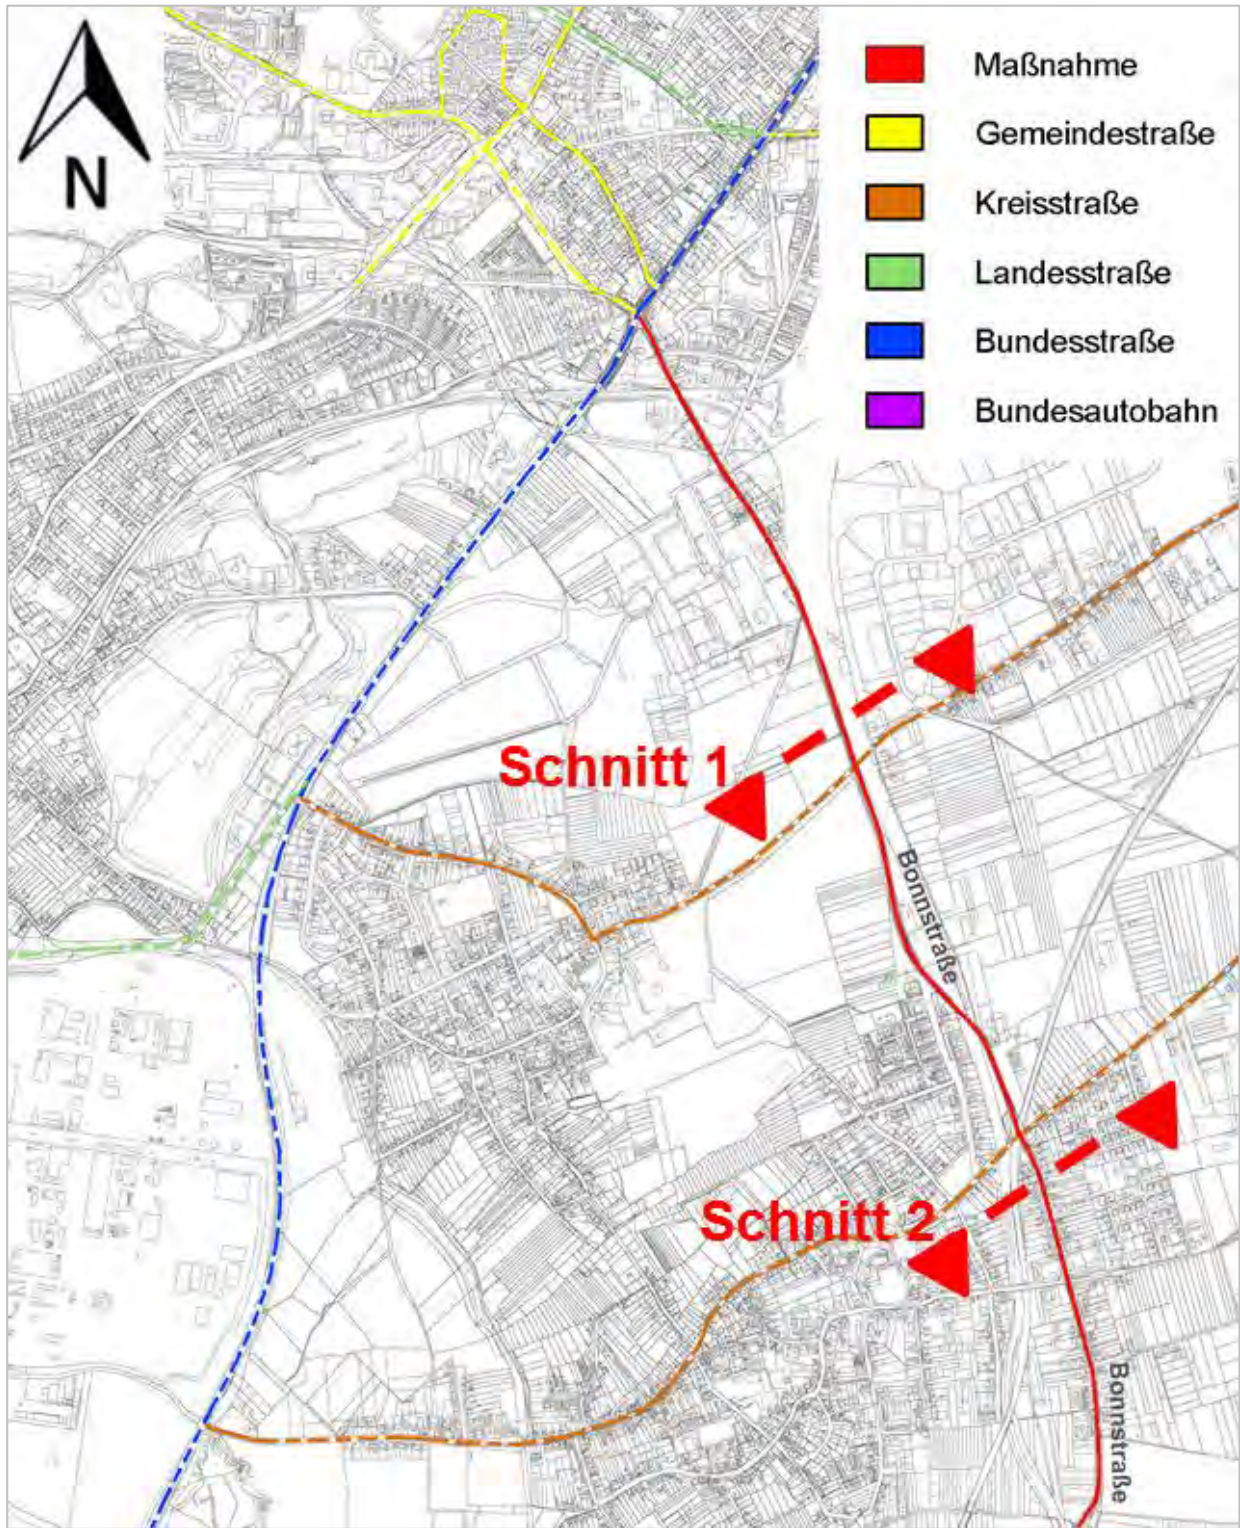 N
Maßnahme
Gemeindestraße
Kreisstraße
Landesstraße
Bundesstraße
Bundesautobahn
Schnitt 1
Bonnstraße
Schnitt 2
Bonnstraße